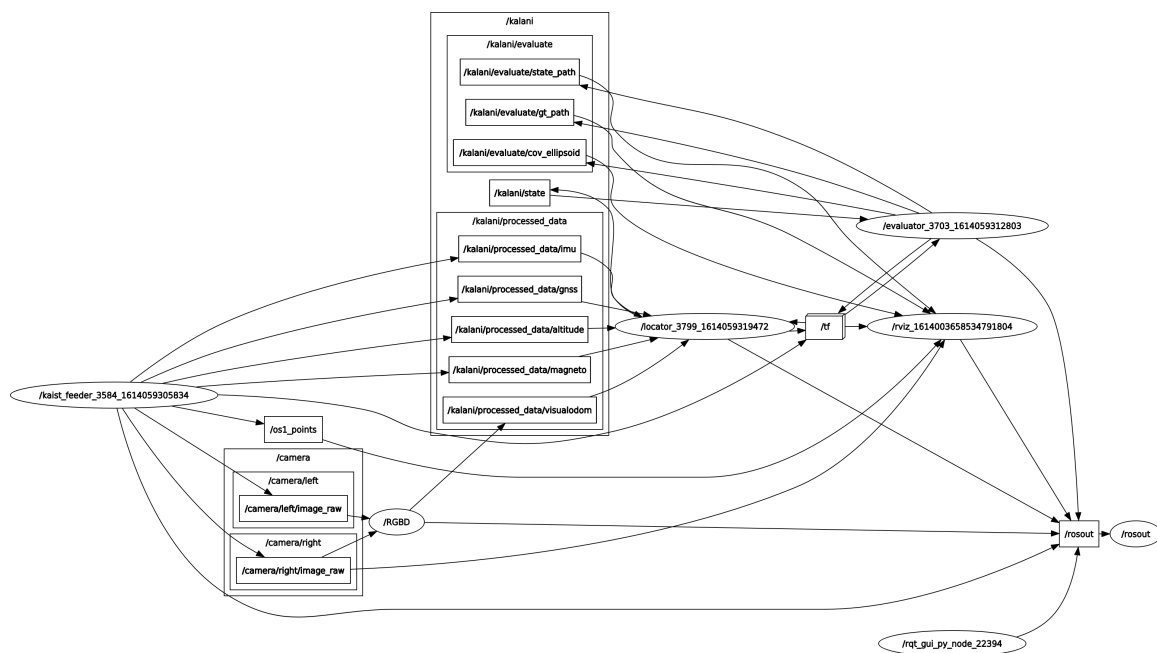 /kalani
/kalani/evaluate
/kalani/evaluate/state_path
/kalani/evaluate/gt_path
/kalani/evaluate/cov_ellipsoid
/kalani/state
/kalani/processed_data
/kalani/processed_data/imu
/kalani/processed_data/gnss
/kalani/processed_data/altitude
/kalani/processed_data/magneto
/kalani/processed_data/visualodom
/evaluator_3703_1614059312803
/locator_3799_1614059319472
/tf
/rviz_1614003658534791804
/kaist_feeder_3584_1614059305834
/os1_points
/camera
/camera/left
/camera/left/image_raw
/camera/right
/camera/right/image_raw
/RGBD
/rosout
/rosout
/rqt_gui_py_node_22394